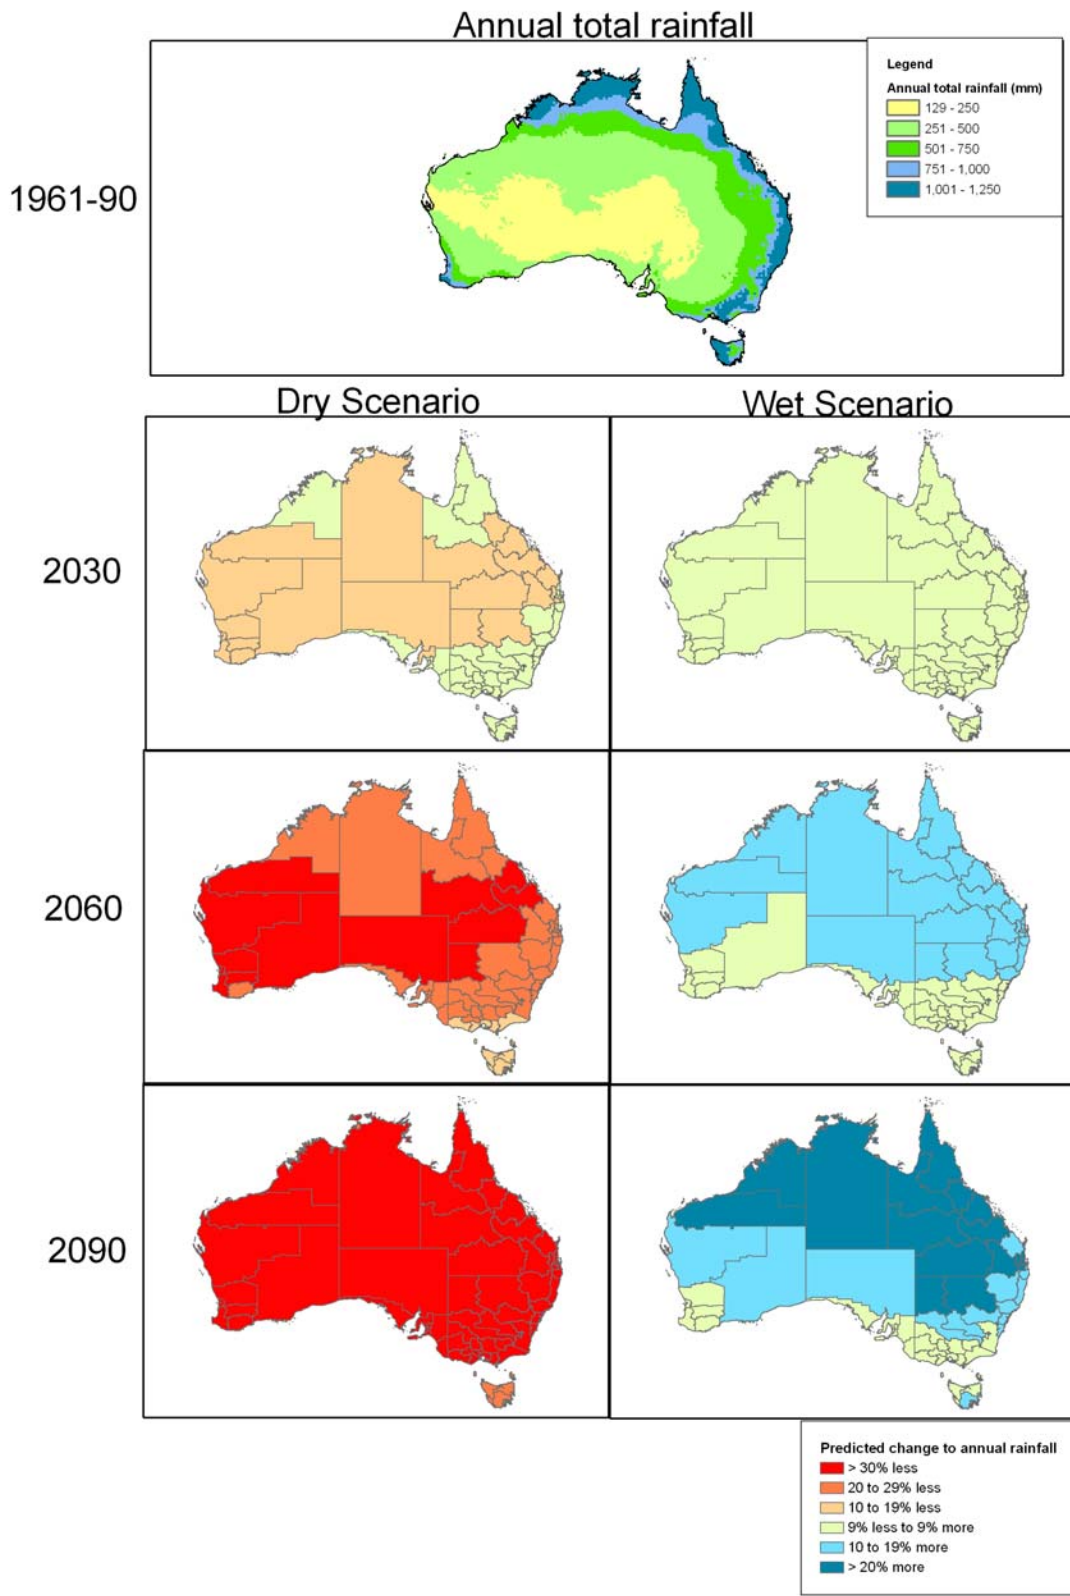 Annual total rainfall
Legend
Annual total rainfall (mm)
129 - 250
251 - 500
501 - 750
751 - 1,000
1,001 - 1,250
1961-90
Dry Scenario
Wet Scenario
2030
2060
2090
Predicted change to annual rainfall
> 30% less
20 to 29% less
10 to 19% less
9% less to 9% more
10 to 19% more
> 20% more